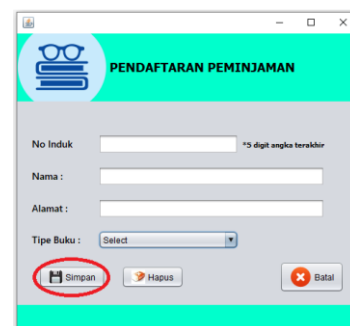 PENDAFTARAN PEMINJAMAN
No Induk
*5 digit angka terakhir
Nama :
Alamat :
Tipe Buku :
Select
Simpan
Hapus
Batal